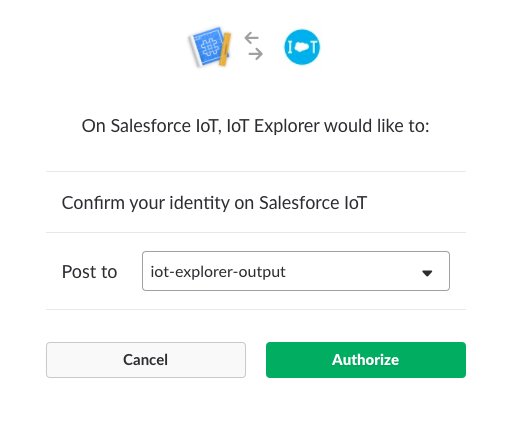 IoT
On Salesforce IoT, IoT Explorer would like to:
Confirm your identity on Salesforce IoT
Post to iot-explorer-output
Cancel Authorize